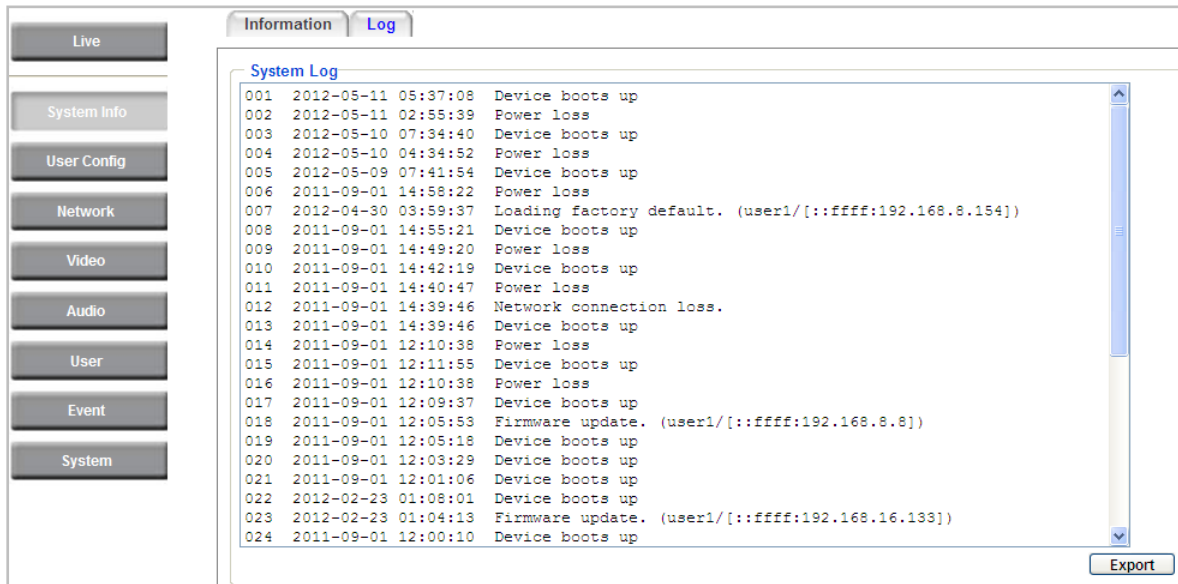 Live
System Info
User Config
Network
Video
Audio
User
Event
System
Information
Log
System Log
001 2012-05-11 05:37:08 Device boots up
002 2012-05-11 02:55:39 Power loss
003 2012-05-10 07:34:40 Device boots up
004 2012-05-10 04:34:52 Power loss
005 2012-05-09 07:41:54 Device boots up
006 2011-09-01 14:58:22 Power loss
007 2012-04-30 03:59:37 Loading factory default. (user1/[::ffff:192.168.8.154])
008 2011-09-01 14:55:21 Device boots up
009 2011-09-01 14:49:20 Power loss
010 2011-09-01 14:42:19 Device boots up
011 2011-09-01 14:40:47 Power loss
012 2011-09-01 14:39:46 Network connection loss.
013 2011-09-01 14:39:46 Device boots up
014 2011-09-01 12:10:38 Power loss
015 2011-09-01 12:11:55 Device boots up
016 2011-09-01 12:10:38 Power loss
017 2011-09-01 12:09:37 Device boots up
018 2011-09-01 12:05:53 Firmware update. (user1/[::ffff:192.168.8.8])
019 2011-09-01 12:05:18 Device boots up
020 2011-09-01 12:03:29 Device boots up
021 2011-09-01 12:01:06 Device boots up
022 2012-02-23 01:08:01 Device boots up
023 2012-02-23 01:04:13 Firmware update. (user1/[::ffff:192.168.16.133])
024 2011-09-01 12:00:10 Device boots up
Export